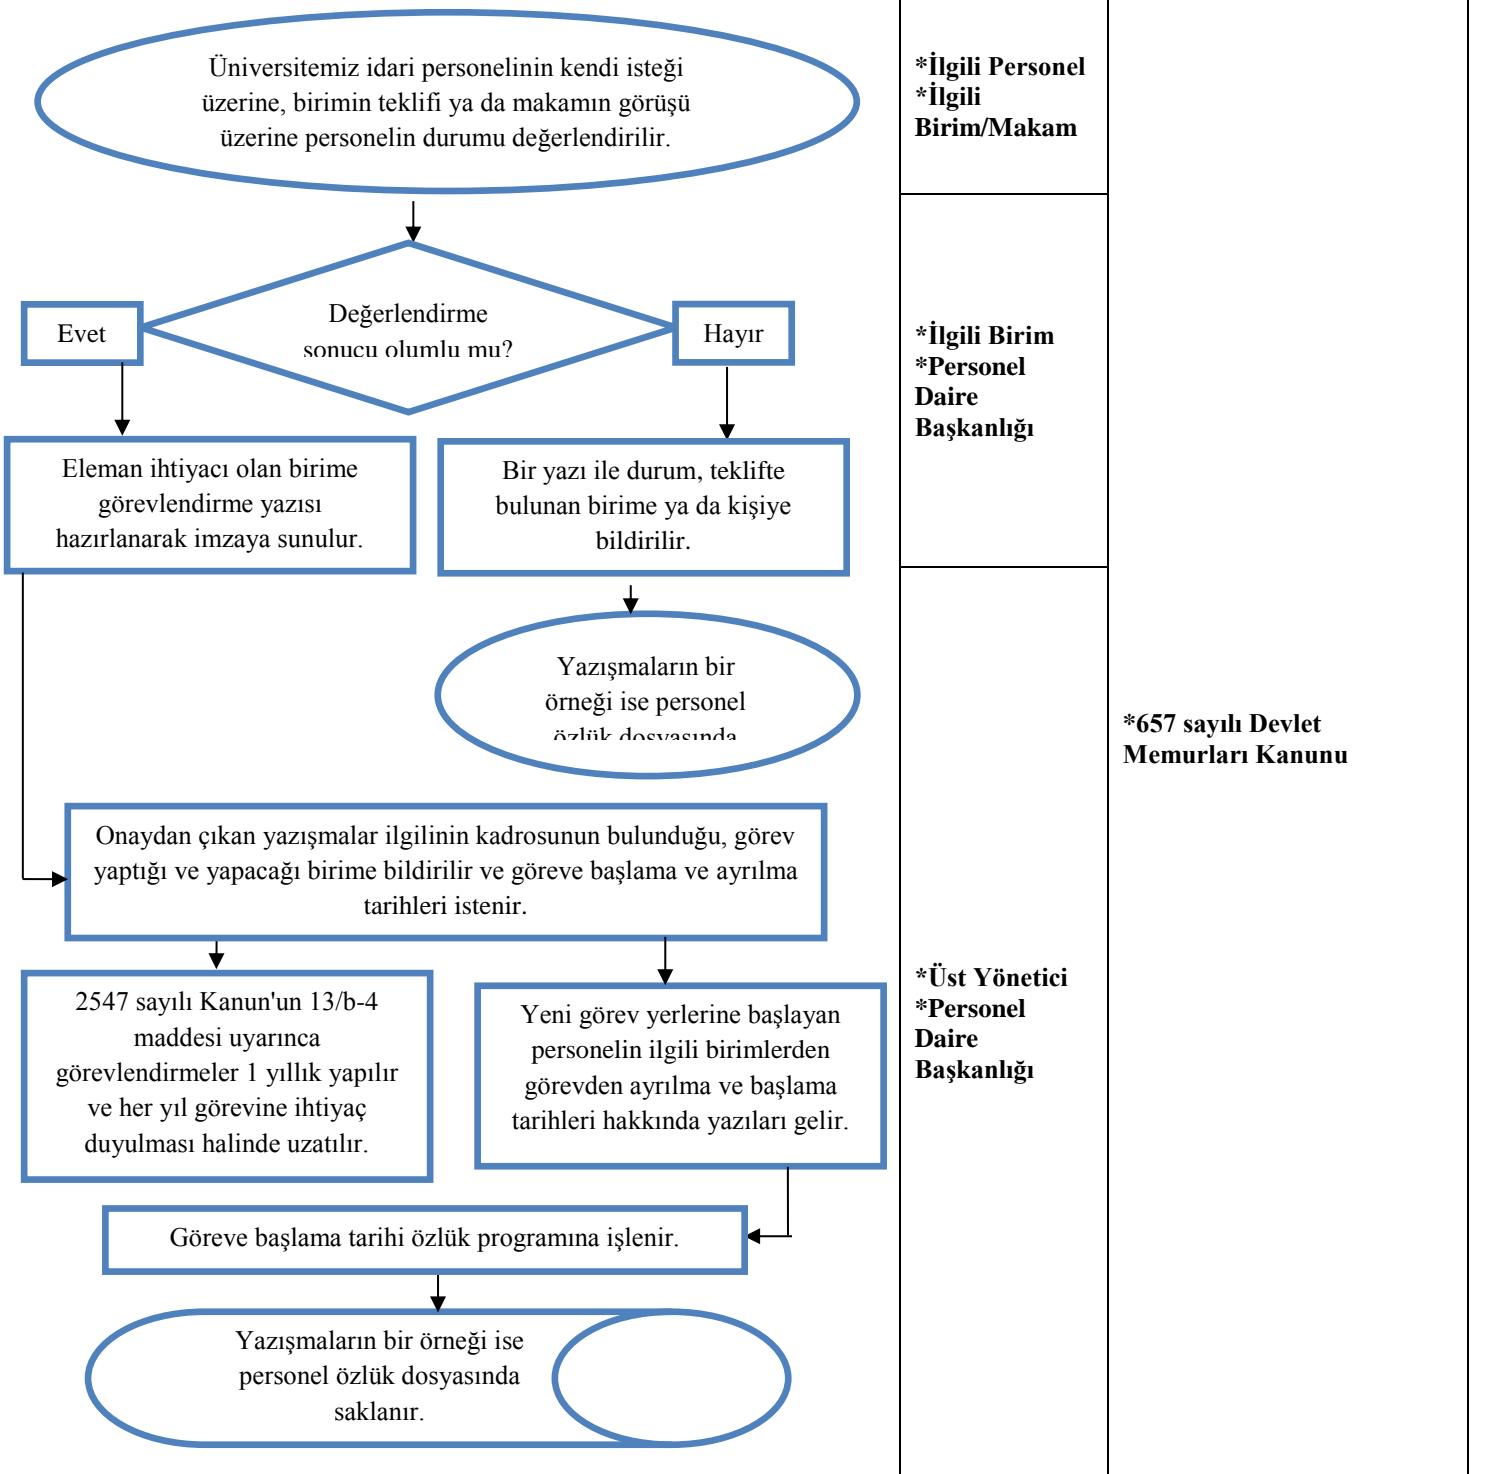 Üniversitemiz idari personelinin kendi isteği
üzerine, birimin teklifi ya da makamın görüşü
üzerine personelin durumu değerlendirilir.
*İlgili Personel
*İlgili
Birim/Makam
Değerlendirme
sonucu olumlu mu?
Evet
Hayır
*İlgili Birim
*Personel
Daire
Başkanlığı
Eleman ihtiyacı olan birime
görevlendirme yazısı
hazırlanarak imzaya sunulur.
Bir yazı ile durum, teklifte
bulunan birime ya da kişiye
bildirilir.
Yazışmaların bir
örneği ise personel
özlük dosyasında
*657 sayılı Devlet
Memurları Kanunu
Onaydan çıkan yazışmalar ilgilinin kadrosunun bulunduğu, görev
yaptığı ve yapacağı birime bildirilir ve göreve başlama ve ayrılma
tarihleri istenir.
2547 sayılı Kanun'un 13/b-4
maddesi uyarınca
görevlendirmeler 1 yıllık yapılır
ve her yıl görevine ihtiyaç
duyulması halinde uzatılır.
Yeni görev yerlerine başlayan
personelin ilgili birimlerden
görevden ayrılma ve başlama
tarihleri hakkında yazıları gelir.
*Üst Yönetici
*Personel
Daire
Başkanlığı
Göreve başlama tarihi özlük programına işlenir.
Yazışmaların bir örneği ise
personel özlük dosyasında
saklanır.